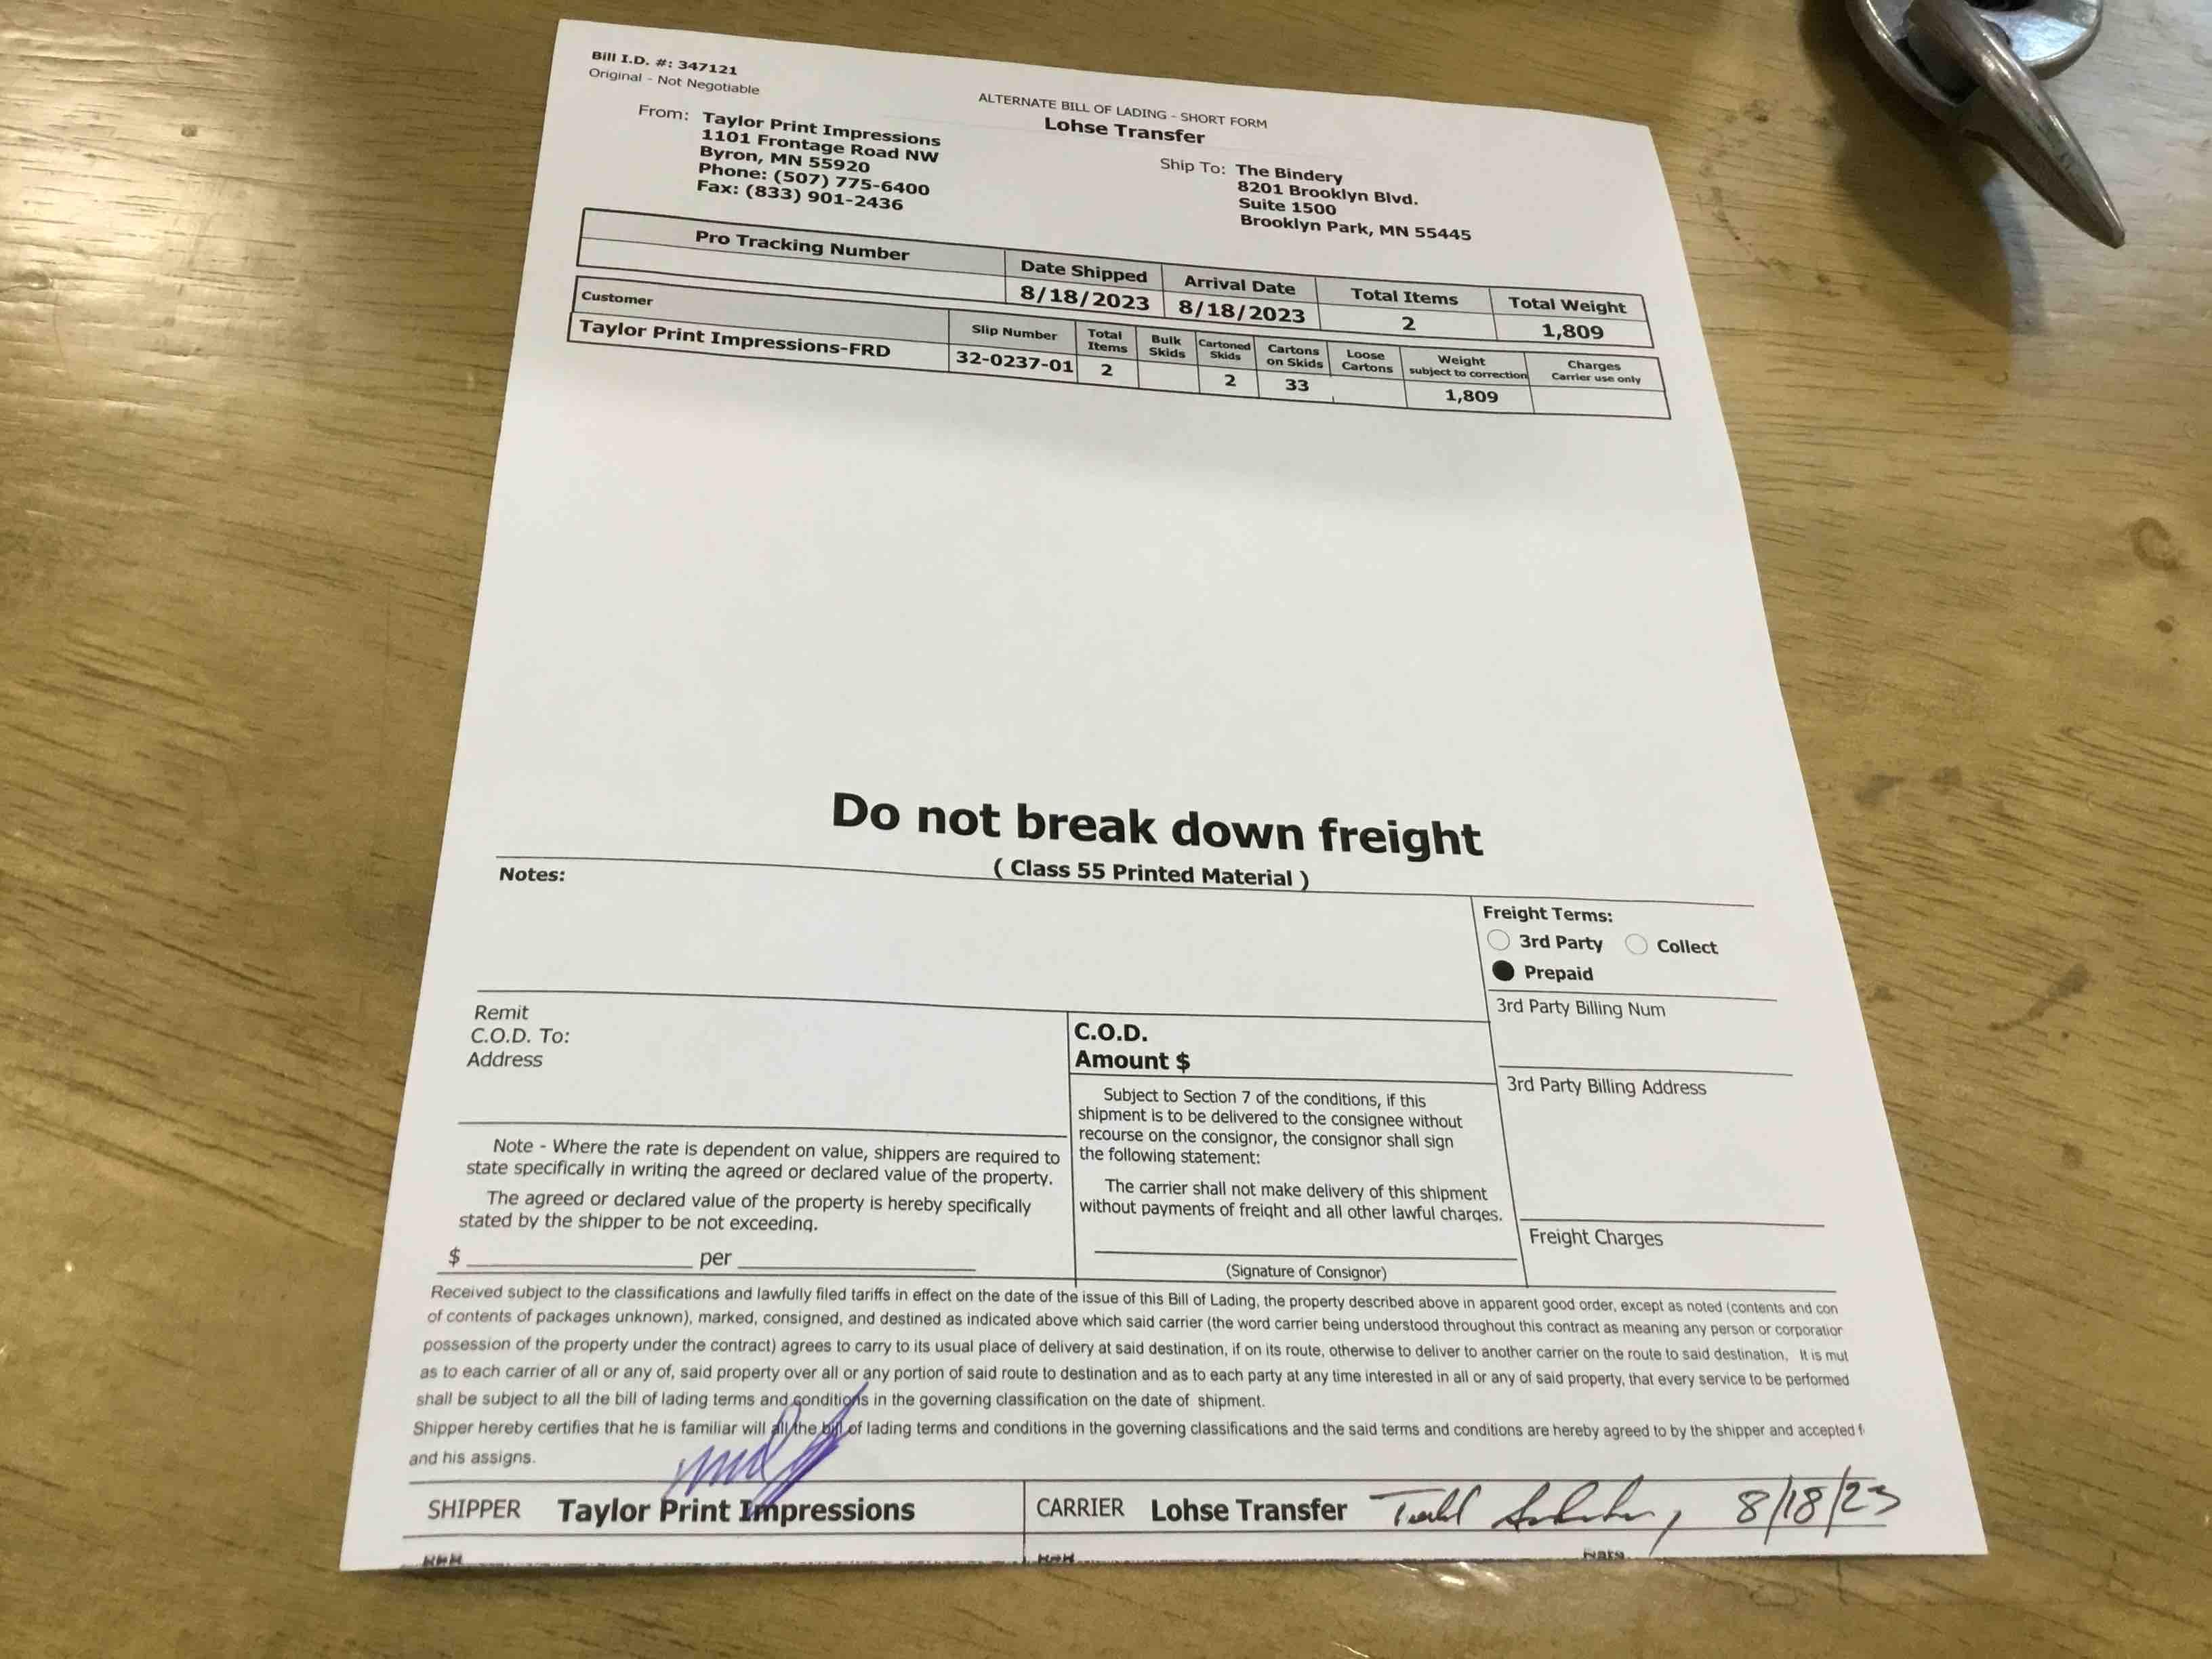 Bill I.D. #: 347121
Original - Not Negotiable
ALTERNATE BILL OF LADING - SHORT FORM
Lohse Transfer
From: Taylor Print Impressions
1101 Frontage Road NW
Byron, MN 55920
Phone: (507) 775-6400
Fax: (833) 901-2436
Ship To: The Bindery
8201 Brooklyn Blvd.
Suite 1500
Brooklyn Park, MN 55445
Pro Tracking Number Date Shipped Arrival Date Total Items Total Weight
8/18/2023 8/18/2023 2 1,809
Customer Slip Number Total Items Bulk Skids Cartoned Skids Cartons on Skids Loose Cartons Weight subject to correction Charges Carrier use only
Taylor Print Impressions-FRD 32-0237-01 2 2 33 1,809
Do not break down freight
( Class 55 Printed Material )
Notes:
Freight Terms:
3rd Party Collect
Prepaid
3rd Party Billing Num
3rd Party Billing Address
Freight Charges
Remit
C.O.D. To:
Address
C.O.D.
Amount $
Note - Where the rate is dependent on value, shippers are required to
state specifically in writing the agreed or declared value of the property.
The agreed or declared value of the property is hereby specifically
stated by the shipper to be not exceeding.
$ per
Subject to Section 7 of the conditions, if this
shipment is to be delivered to the consignee without
recourse on the consignor, the consignor shall sign
the following statement:
The carrier shall not make delivery of this shipment
without payments of freight and all other lawful charges.
(Signature of Consignor)
Received subject to the classifications and lawfully filed tariffs in effect on the date of the issue of this Bill of Lading, the property described above in apparent good order, except as noted (contents and con
of contents of packages unknown), marked, consigned, and destined as indicated above which said carrier (the word carrier being understood throughout this contract as meaning any person or corporation
possession of the property under the contract) agrees to carry to its usual place of delivery at said destination, if on its route, otherwise to deliver to another carrier on the route to said destination. It is mut
as to each carrier of all or any of, said property over all or any portion of said route to destination and as to each party at any time interested in all or any of said property, that every service to be performed
shall be subject to all the bill of lading terms and conditions in the governing classification on the date of shipment.
Shipper hereby certifies that he is familiar will all the bill of lading terms and conditions in the governing classifications and the said terms and conditions are hereby agreed to by the shipper and accepted f
and his assigns.
SHIPPER Taylor Print Impressions
CARRIER Lohse Transfer 8/18/23